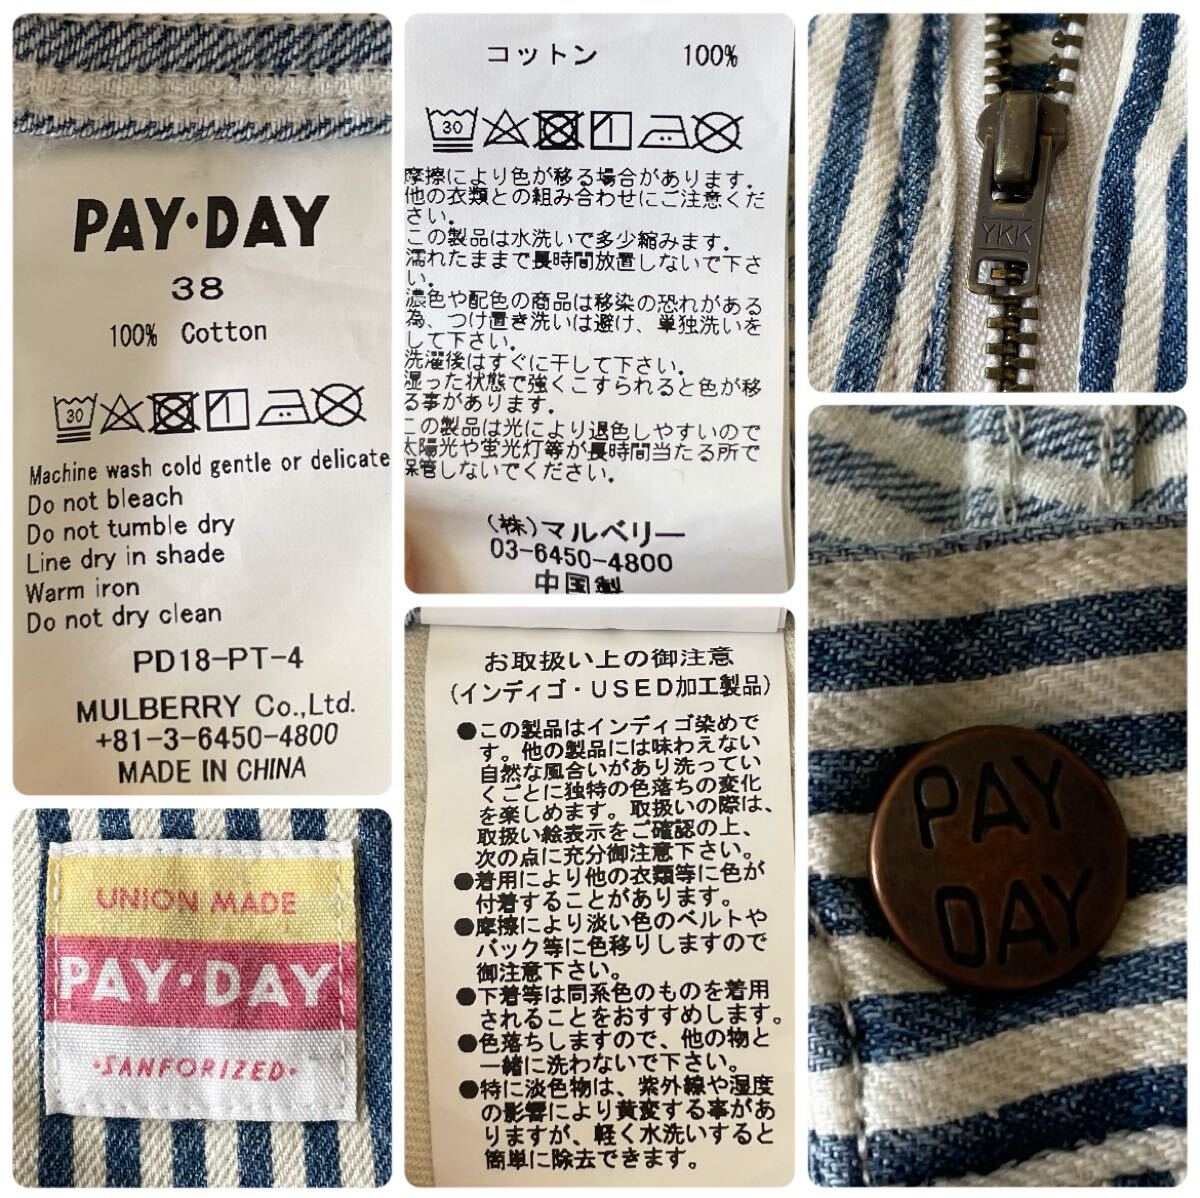 PAY•DAY
38
100% Cotton
30
Machine wash cold gentle or delicate
Do not bleach
Do not tumble dry
Line dry in shade
Warm iron
Do not dry clean
PD18-PT-4
MULBERRY Co.,Ltd.
+81-3-6450-4800
MADE IN CHINA
コットン 100%
30
摩擦により色が移る場合があります。
他の衣類との組み合わせにご注意くだ
さい。
この製品は水洗いで多少縮みます。
濡れたままで長時間放置しないで下さ
い。
濃色や配色の商品は移染の恐れがある
為、つけ置き洗いは避け、単独洗いを
して下さい。
洗濯後はすぐに干して下さい。
湿った状態で強くこすられると色が移
る事があります。
この製品は光により退色しやすいので
太陽光や蛍光灯等が長時間当たる所で
保管しないでください。
(株)マルベリー
03-6450-4800
中国製
YKK
UNION MADE
PAY•DAY
•SANFORIZED•
お取扱い上の御注意
(インディゴ・USED加工製品)
●この製品はインディゴ染めで
す。他の製品には味わえない
自然な風合いがあり洗ってい
くごとに独特の色落ちの変化
を楽しめます。取扱いの際は、
取扱い絵表示をご確認の上、
次の点に充分御注意下さい。
●着用により他の衣類等に色が
付着することがあります。
●摩擦により淡い色のベルトや
バック等に色移りしますので
御注意下さい。
●下着等は同系色のものを着用
されることをおすすめします。
●色落ちしますので、他の物と
一緒に洗わないで下さい。
●特に淡色物は、紫外線や湿度
の影響により黄変する事があ
りますが、軽く水洗いすると
簡単に除去できます。
PAY
DAY